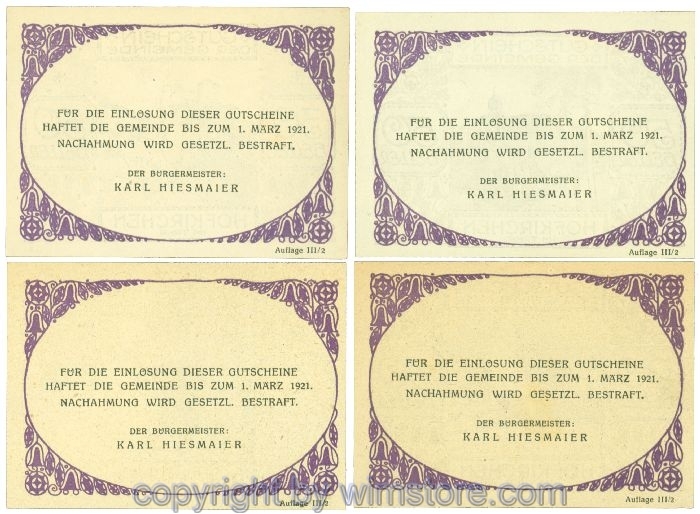 FÜR DIE EINLÖSUNG DIESER GUTSCHEINE
HAFTET DIE GEMEINDE BIS ZUM 1. MÄRZ 1921.
NACHAHMUNG WIRD GESETZL. BESTRAFT.
DER BÜRGERMEISTER:
KARL HIESMAIER
Auflage III/2
FÜR DIE EINLÖSUNG DIESER GUTSCHEINE
HAFTET DIE GEMEINDE BIS ZUM 1. MÄRZ 1921.
NACHAHMUNG WIRD GESETZL. BESTRAFT.
DER BÜRGERMEISTER:
KARL HIESMAIER
Auflage III/2
FÜR DIE EINLÖSUNG DIESER GUTSCHEINE
HAFTET DIE GEMEINDE BIS ZUM 1. MÄRZ 1921.
NACHAHMUNG WIRD GESETZL. BESTRAFT.
DER BÜRGERMEISTER:
KARL HIESMAIER
Auflage III/2
FÜR DIE EINLÖSUNG DIESER GUTSCHEINE
HAFTET DIE GEMEINDE BIS ZUM 1. MÄRZ 1921.
NACHAHMUNG WIRD GESETZL. BESTRAFT.
DER BÜRGERMEISTER:
KARL HIESMAIER
Auflage III/2
copyright by wimstore.com